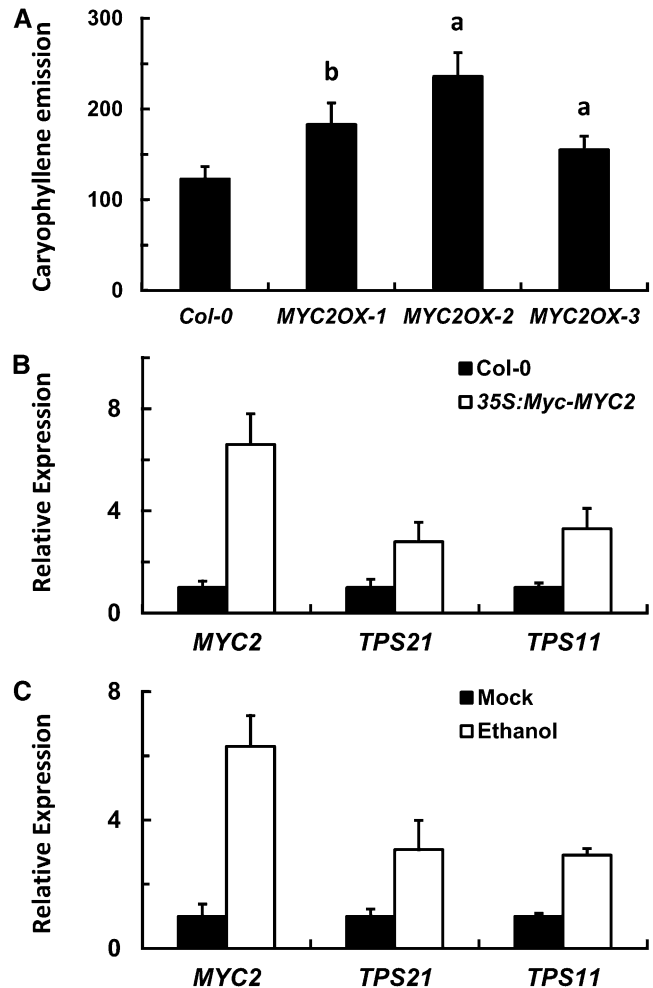 A
Caryophyllene emission
300
200
100
0
b
a
a
Col-0 MYC2OX-1 MYC2OX-2 MYC2OX-3
B
Relative Expression
8
4
0
Col-0
35S:Myc-MYC2
MYC2 TPS21 TPS11
C
Relative Expression
8
4
0
Mock
Ethanol
MYC2 TPS21 TPS11